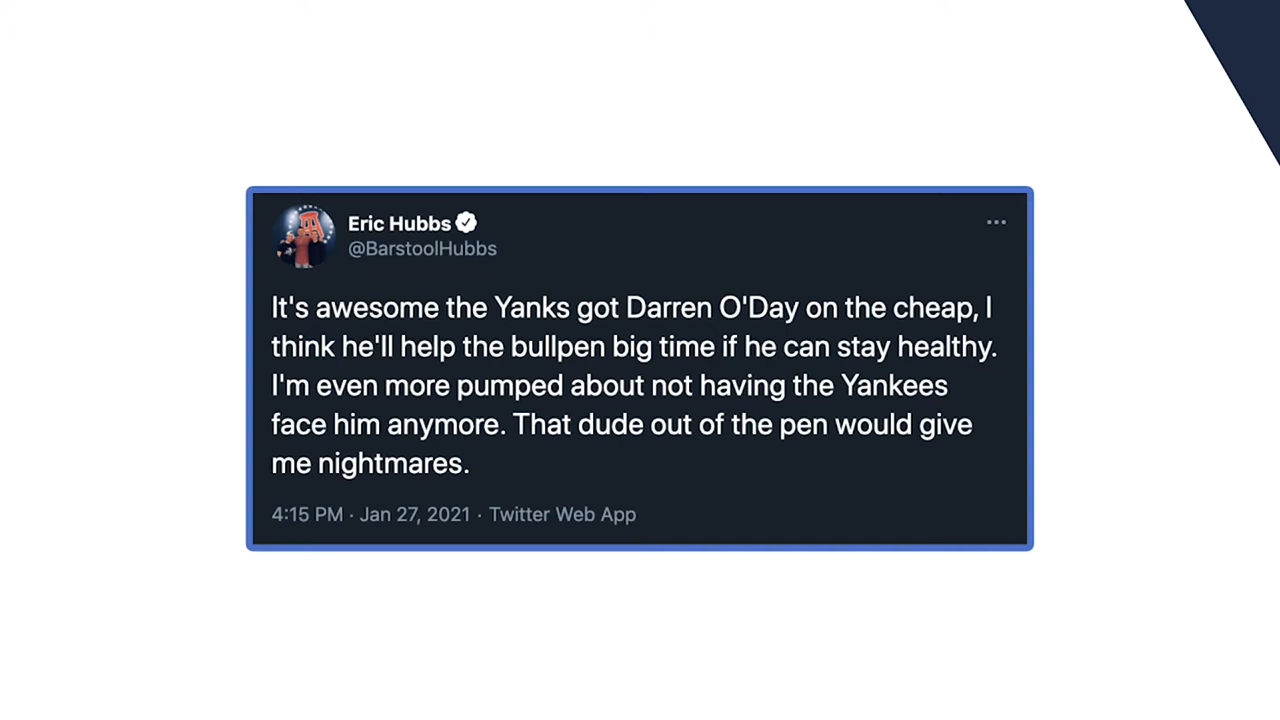 Eric Hubbs
@BarstoolHubbs
It's awesome the Yanks got Darren O'Day on the cheap, I
think he'll help the bullpen big time if he can stay healthy.
I'm even more pumped about not having the Yankees
face him anymore. That dude out of the pen would give
me nightmares.
4:15 PM · Jan 27, 2021 · Twitter Web App